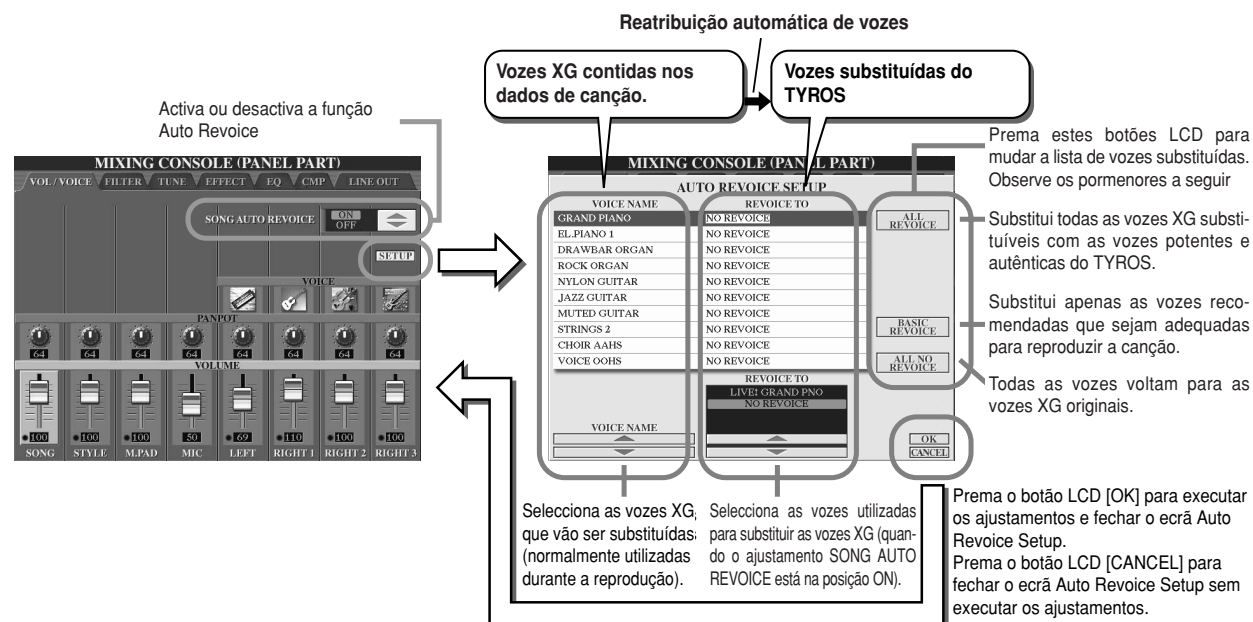 Reatribuição automática de vozes
Vozes XG contidas nos
dados de canção.
Vozes substituídas do
TYROS
Activa ou desactiva a função
Auto Revoice
MIXING CONSOLE (PANEL PART)
VOL / VOICE FILTER TUNE EFFECT EQ CMP LINE OUT
SONG AUTO REVOICE ON
OFF
SETUP
VOICE
PANPOT
64 64 64 64 64 64 64 64
VOLUME
100 100 100 50 69 110 100 100
SONG STYLE M.PAD MIC LEFT RIGHT 1 RIGHT 2 RIGHT 3
MIXING CONSOLE (PANEL PART)
AUTO REVOICE SETUP
VOICE NAME REVOICE TO
GRAND PIANO NO REVOICE
EL.PIANO 1 NO REVOICE
DRAWBAR ORGAN NO REVOICE
ROCK ORGAN NO REVOICE
NYLON GUITAR NO REVOICE
JAZZ GUITAR NO REVOICE
MUTED GUITAR NO REVOICE
STRINGS 2 NO REVOICE
CHOIR AAHS NO REVOICE
VOICE OOHS NO REVOICE
REVOICE TO
LIVE! GRAND PNO
NO REVOICE
VOICE NAME
ALL
REVOICE
BASIC
REVOICE
ALL NO
REVOICE
OK
CANCEL
Prema estes botões LCD para
mudar a lista de vozes substituídas.
Observe os pormenores a seguir
Substitui todas as vozes XG substi-
tuíveis com as vozes potentes e
autênticas do TYROS.
Substitui apenas as vozes reco-
mendadas que sejam adequadas
para reproduzir a canção.
Todas as vozes voltam para as
vozes XG originais.
Selecciona as vozes XG,
que vão ser substituídas
(normalmente utilizadas
durante a reprodução).
Selecciona as vozes utilizadas
para substituir as vozes XG (quan-
do o ajustamento SONG AUTO
REVOICE está na posição ON).
Prema o botão LCD [OK] para executar
os ajustamentos e fechar o ecrã Auto
Revoice Setup.
Prema o botão LCD [CANCEL] para
fechar o ecrã Auto Revoice Setup sem
executar os ajustamentos.